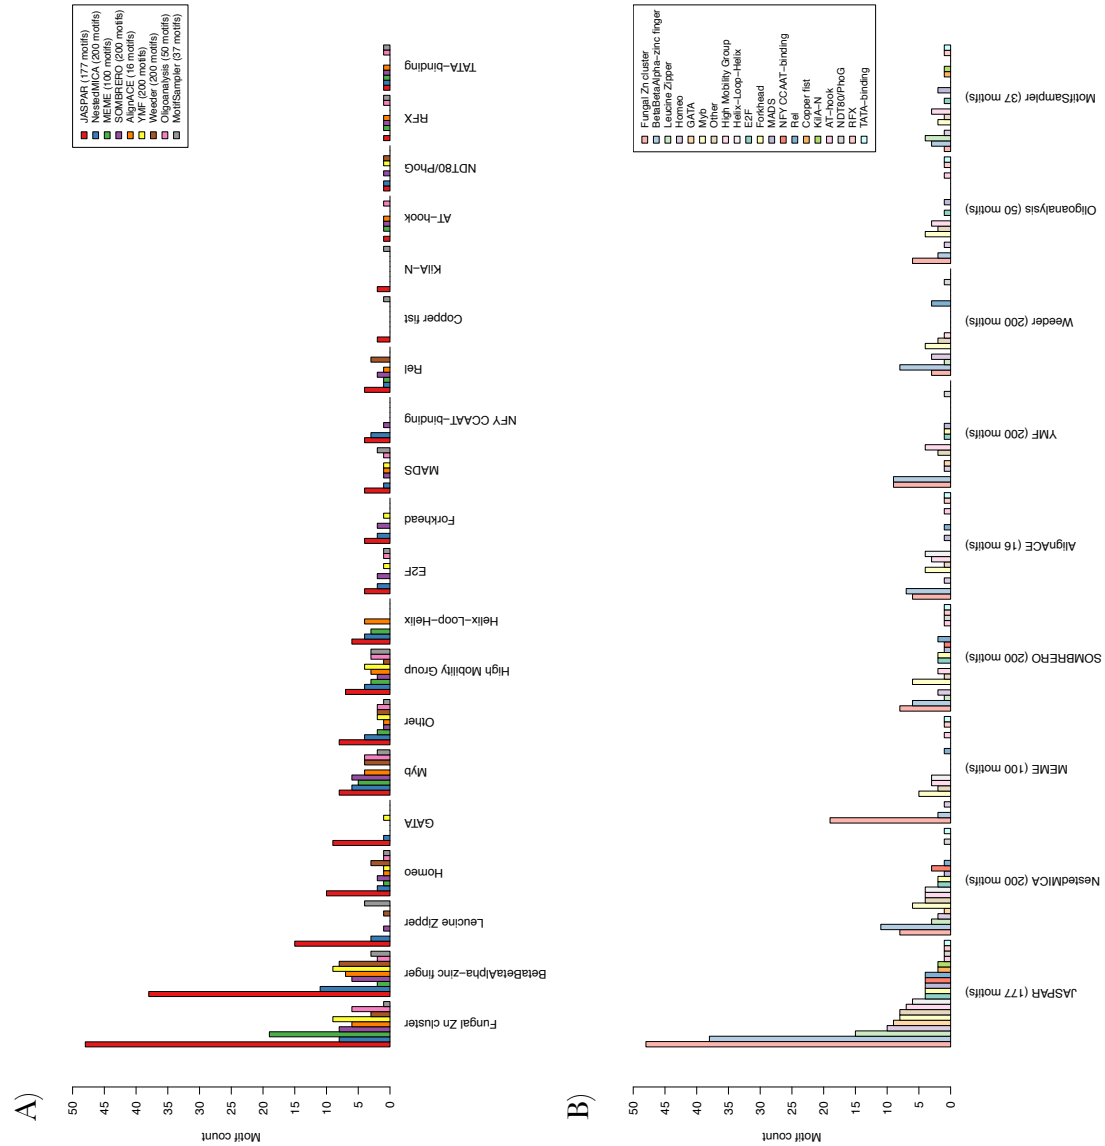 A)
Motif count
0
5
10
15
20
25
30
35
40
45
50
Fungal Zn cluster
BetaBetaAlpha−zinc finger
Leucine Zipper
Homeo
GATA
Myb
Other
High Mobility Group
Helix−Loop−Helix
E2F
Forkhead
MADS
NFY CCAAT−binding
Rel
Copper fist
KilA−N
AT−hook
NDT80/PhoG
RFX
TATA−binding
JASPAR (177 motifs)
NestedMICA (200 motifs)
MEME (100 motifs)
SOMBRERO (200 motifs)
AlignACE (16 motifs)
YMF (200 motifs)
Weeder (200 motifs)
Oligoanalysis (50 motifs)
MotifSampler (37 motifs)
B)
Motif count
0
5
10
15
20
25
30
35
40
45
50
JASPAR (177 motifs)
NestedMICA (200 motifs)
MEME (100 motifs)
SOMBRERO (200 motifs)
AlignACE (16 motifs)
YMF (200 motifs)
Weeder (200 motifs)
Oligoanalysis (50 motifs)
MotifSampler (37 motifs)
Fungal Zn cluster
BetaBetaAlpha−zinc finger
Leucine Zipper
Homeo
GATA
Myb
Other
High Mobility Group
Helix−Loop−Helix
E2F
Forkhead
MADS
NFY CCAAT−binding
Rel
Copper fist
KilA−N
AT−hook
NDT80/PhoG
RFX
TATA−binding